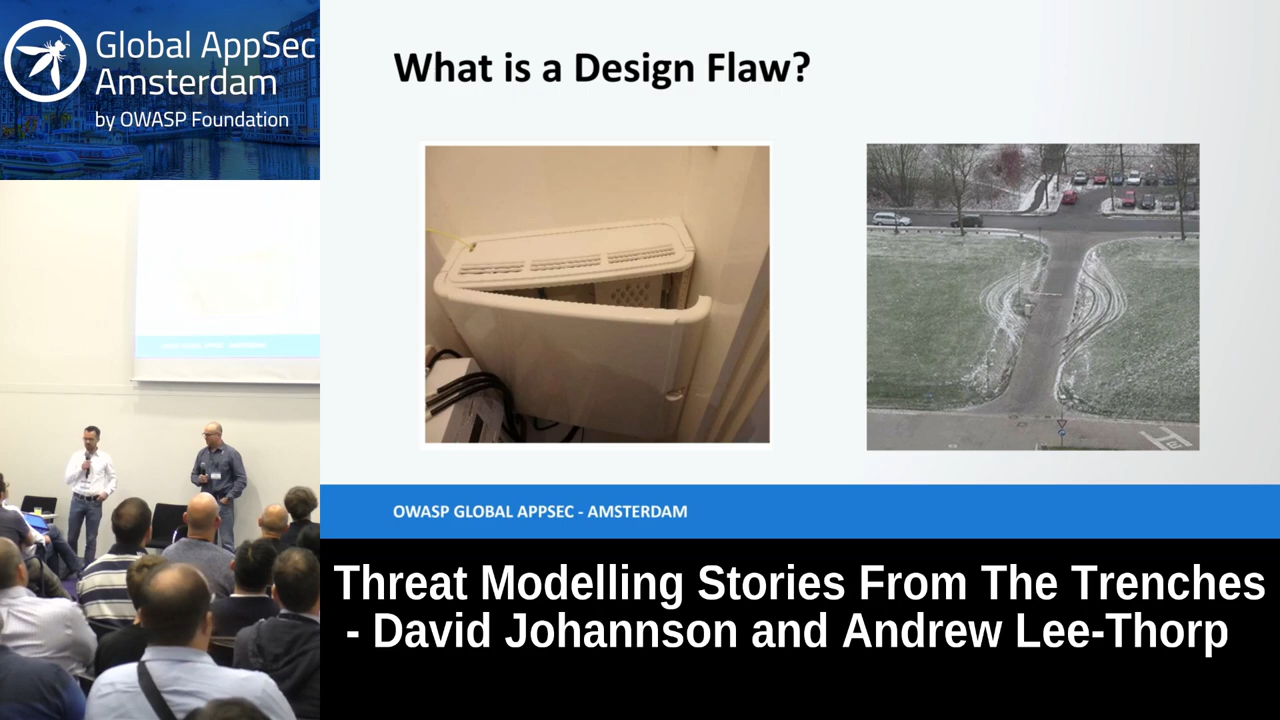 Global AppSec
Amsterdam
by OWASP Foundation
What is a Design Flaw?
OWASP GLOBAL APPSEC - AMSTERDAM
Threat Modelling Stories From The Trenches
- David Johannson and Andrew Lee-Thorp